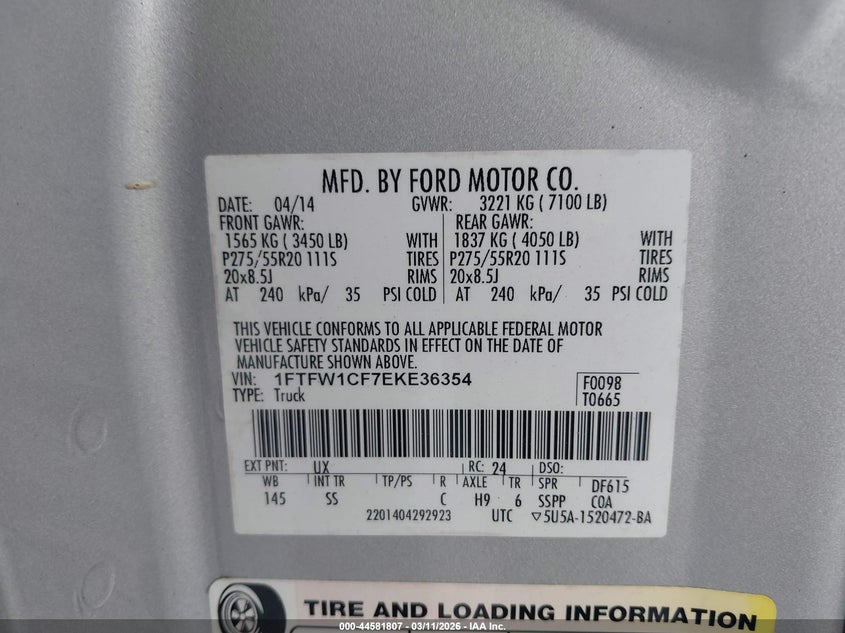 MFD. BY FORD MOTOR CO.
DATE: 04/14 GVWR: 3221 KG ( 7100 LB)
FRONT GAWR: REAR GAWR:
1565 KG ( 3450 LB) WITH 1837 KG ( 4050 LB) WITH
P275/55R20 111S TIRES P275/55R20 111S TIRES
20x8.5J RIMS 20x8.5J RIMS
AT 240 kPa/ 35 PSI COLD AT 240 kPa/ 35 PSI COLD
THIS VEHICLE CONFORMS TO ALL APPLICABLE FEDERAL MOTOR
VEHICLE SAFETY STANDARDS IN EFFECT ON THE DATE OF
MANUFACTURE SHOWN ABOVE.
VIN: 1FTFW1CF7EKE36354 F0098
TYPE: Truck T0665
EXT PNT: UX RC: 24 DSO:
WB INT TR TP/PS R AXLE TR SPR DF615
145 SS C H9 6 SSPP COA
2201404292923 UTC ▽5U5A-1520472-BA
TIRE AND LOADING INFORMATION
000-44581807 - 03/11/2026 - IAA Inc.